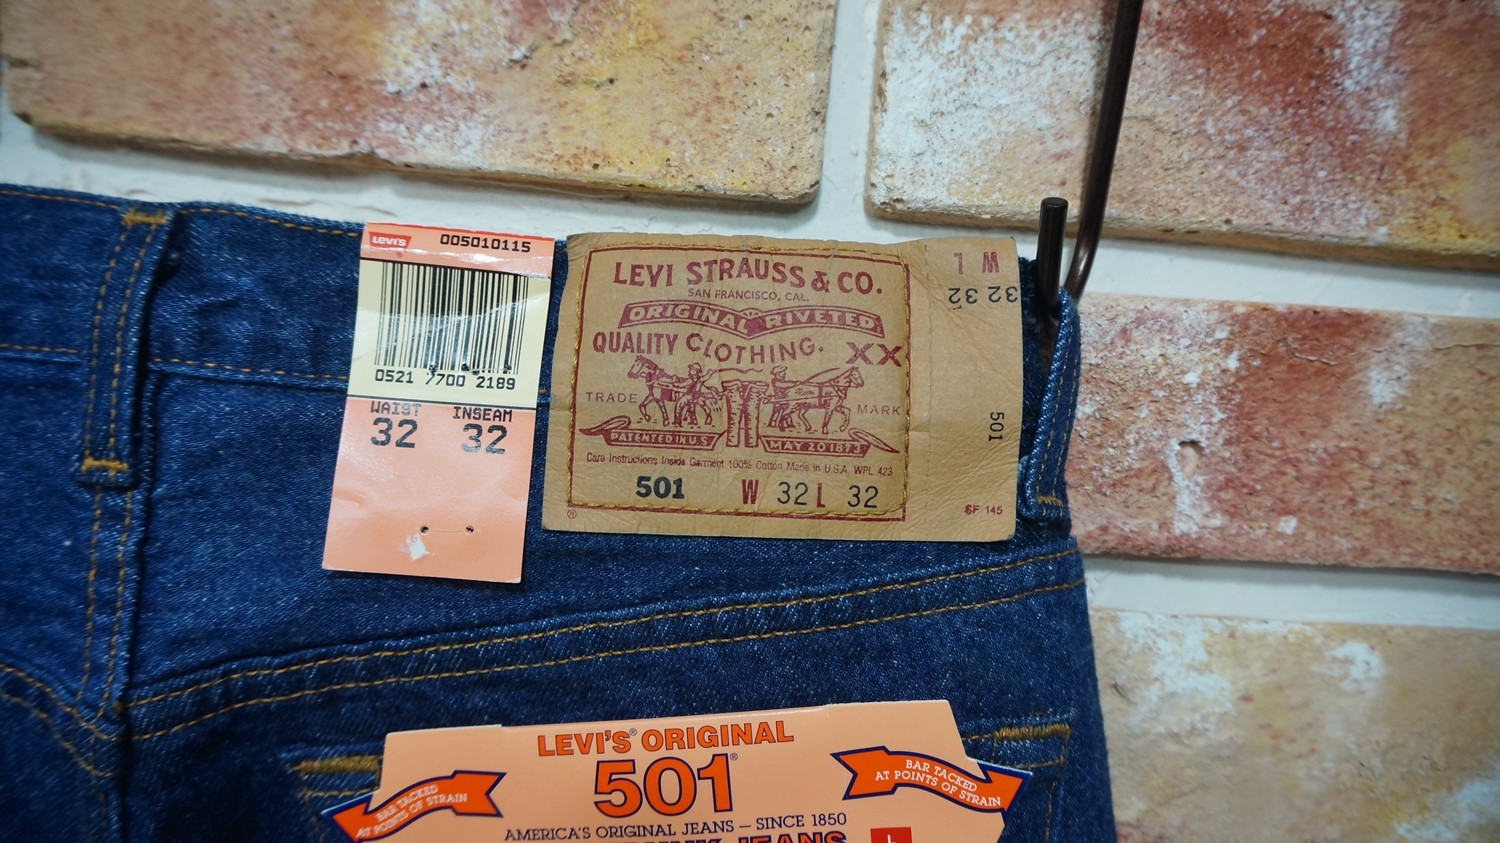 LEVI'S 005010115
0521 7700 2189
WAIST INSEAM
32 32
LEVI STRAUSS & CO.
SAN FRANCISCO, CAL.
ORIGINAL RIVETED
QUALITY CLOTHING. XX
TRADE MARK
PATENTED IN U.S. MAY 20 1873
Care Instructions Inside Garment 100% Cotton Made in U.S.A. WPL 423
501 W 32 L 32
®
L M
32 32
501
SF 145
LEVI'S® ORIGINAL
501®
BAR TACKED
AT POINTS OF STRAIN
BAR TACKED
AT POINTS OF STRAIN
AMERICA'S ORIGINAL JEANS – SINCE 1850
JEANS